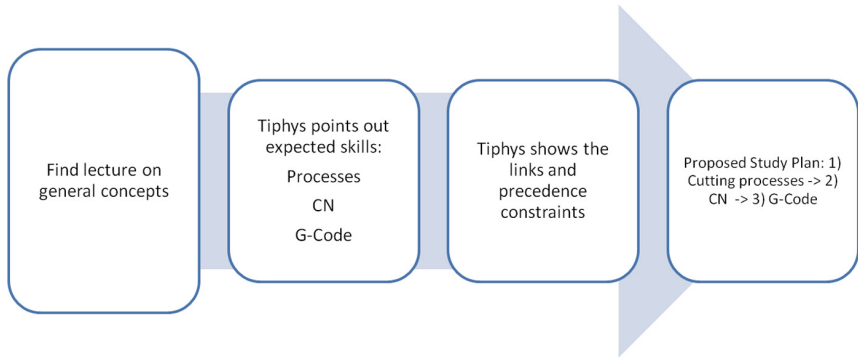 Find lecture on
general concepts
Tiphys points out
expected skills:
Processes
CN
G-Code
Tiphys shows the
links and
precedence
constraints
Proposed Study Plan: 1)
Cutting processes -> 2)
CN -> 3) G-Code